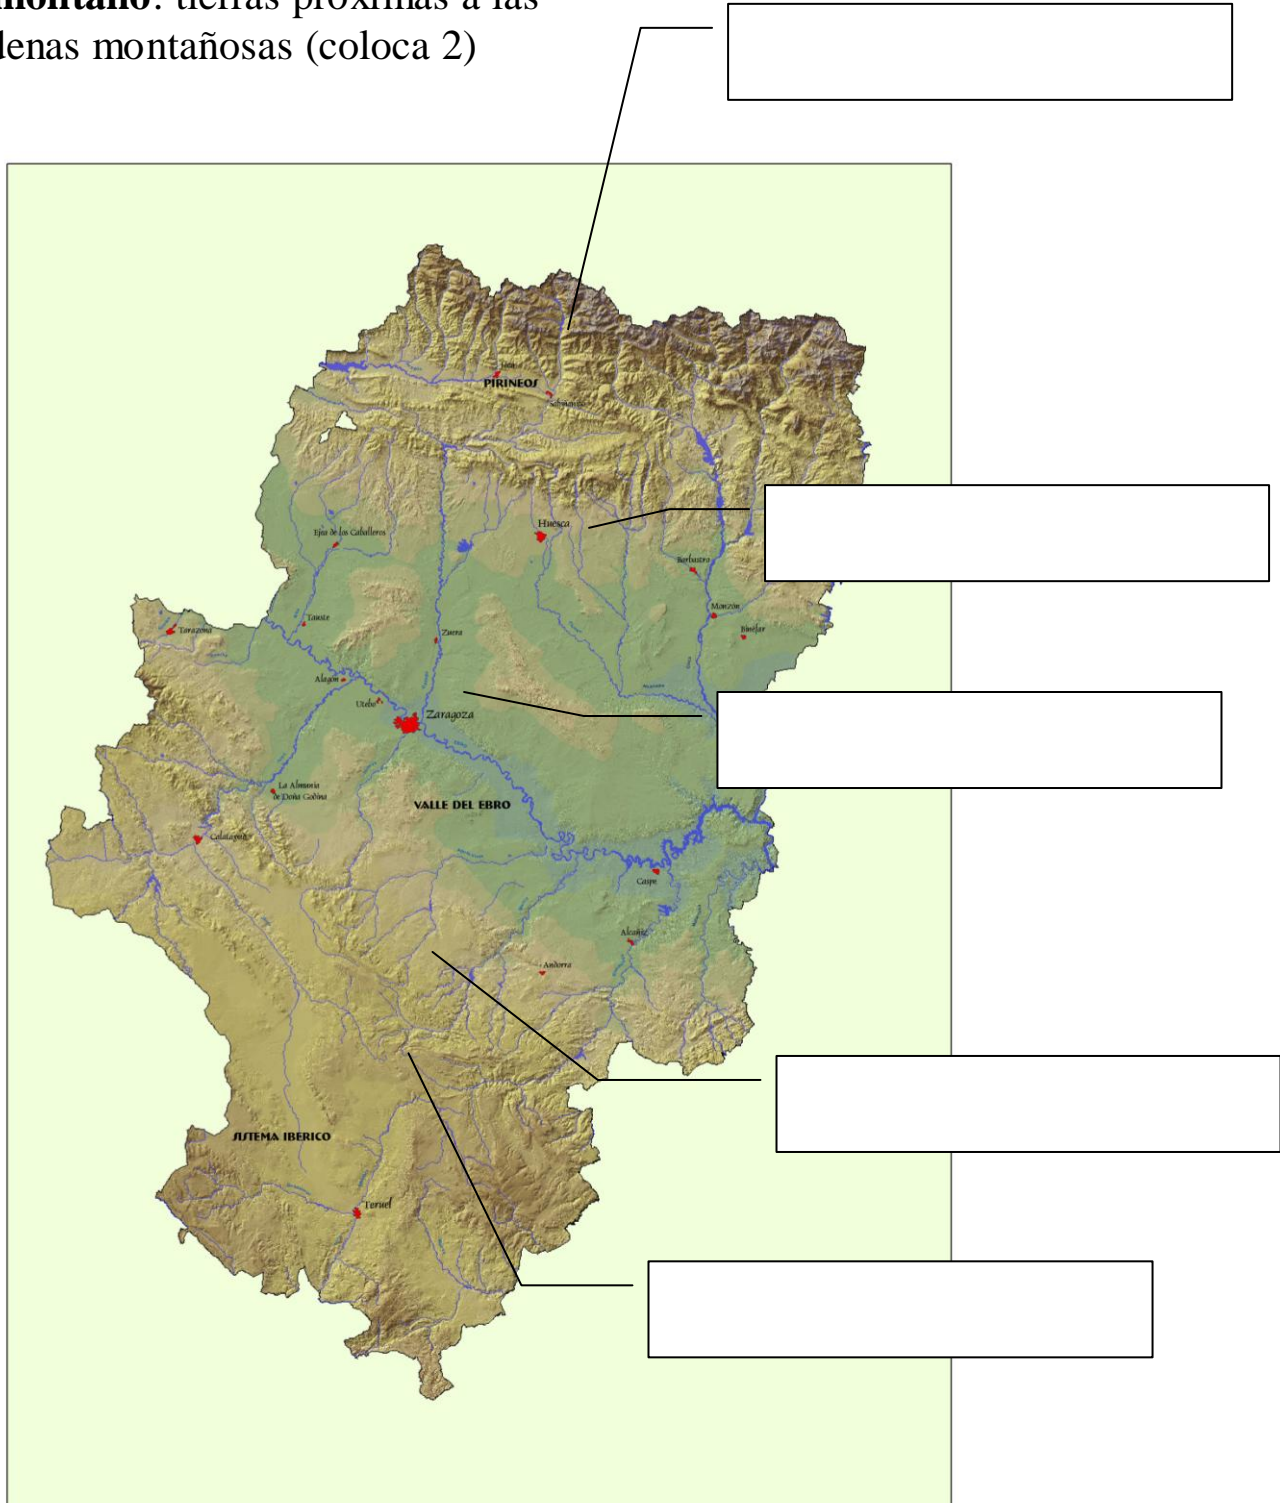 montano: tierras próximas a las
denas montañosas (coloca 2)
PIRINEOS
Huesca
Ejea de los Caballeros
Barbastro
Monzón
Binéfar
Tauste
Tarazona
Zuera
Alagón
Utebo
Zaragoza
La Almunia
de Doña Godina
VALLE DEL EBRO
Calatayud
Caspe
Alcañiz
Andorra
SISTEMA IBERICO
Teruel